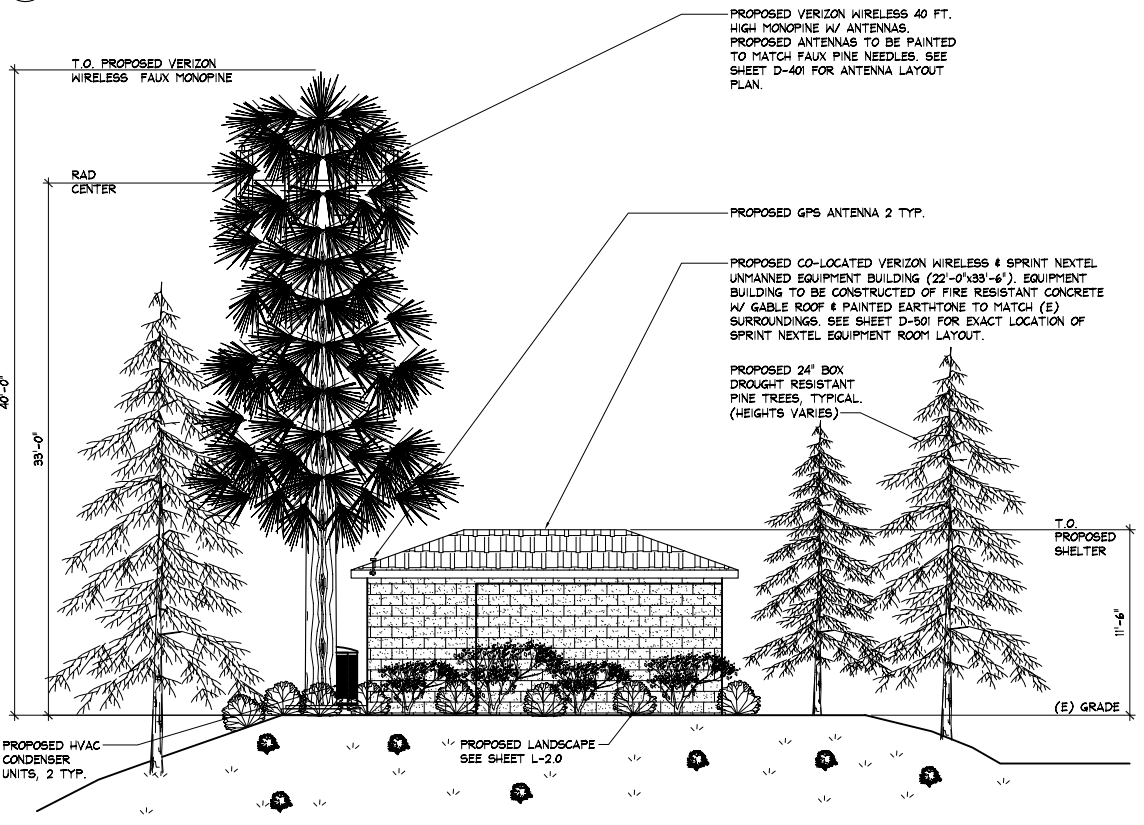 PROPOSED VERIZON WIRELESS 40 FT.
HIGH MONOPINE W/ ANTENNAS.
PROPOSED ANTENNAS TO BE PAINTED
TO MATCH FAUX PINE NEEDLES. SEE
SHEET D-401 FOR ANTENNA LAYOUT
PLAN.
T.O. PROPOSED VERIZON
WIRELESS FAUX MONOPINE
RAD
CENTER
PROPOSED GPS ANTENNA 2 TYP.
PROPOSED CO-LOCATED VERIZON WIRELESS & SPRINT NEXTEL
UNMANNED EQUIPMENT BUILDING (22'-0"x33'-6"). EQUIPMENT
BUILDING TO BE CONSTRUCTED OF FIRE RESISTANT CONCRETE
W/ GABLE ROOF & PAINTED EARTHTONE TO MATCH (E)
SURROUNDINGS. SEE SHEET D-501 FOR EXACT LOCATION OF
SPRINT NEXTEL EQUIPMENT ROOM LAYOUT.
PROPOSED 24" BOX
DROUGHT RESISTANT
PINE TREES, TYPICAL.
(HEIGHTS VARIES)
40'-0"
33'-0"
T.O.
PROPOSED
SHELTER
11'-6"
(E) GRADE
PROPOSED HVAC
CONDENSER
UNITS, 2 TYP.
PROPOSED LANDSCAPE
SEE SHEET L-2.0